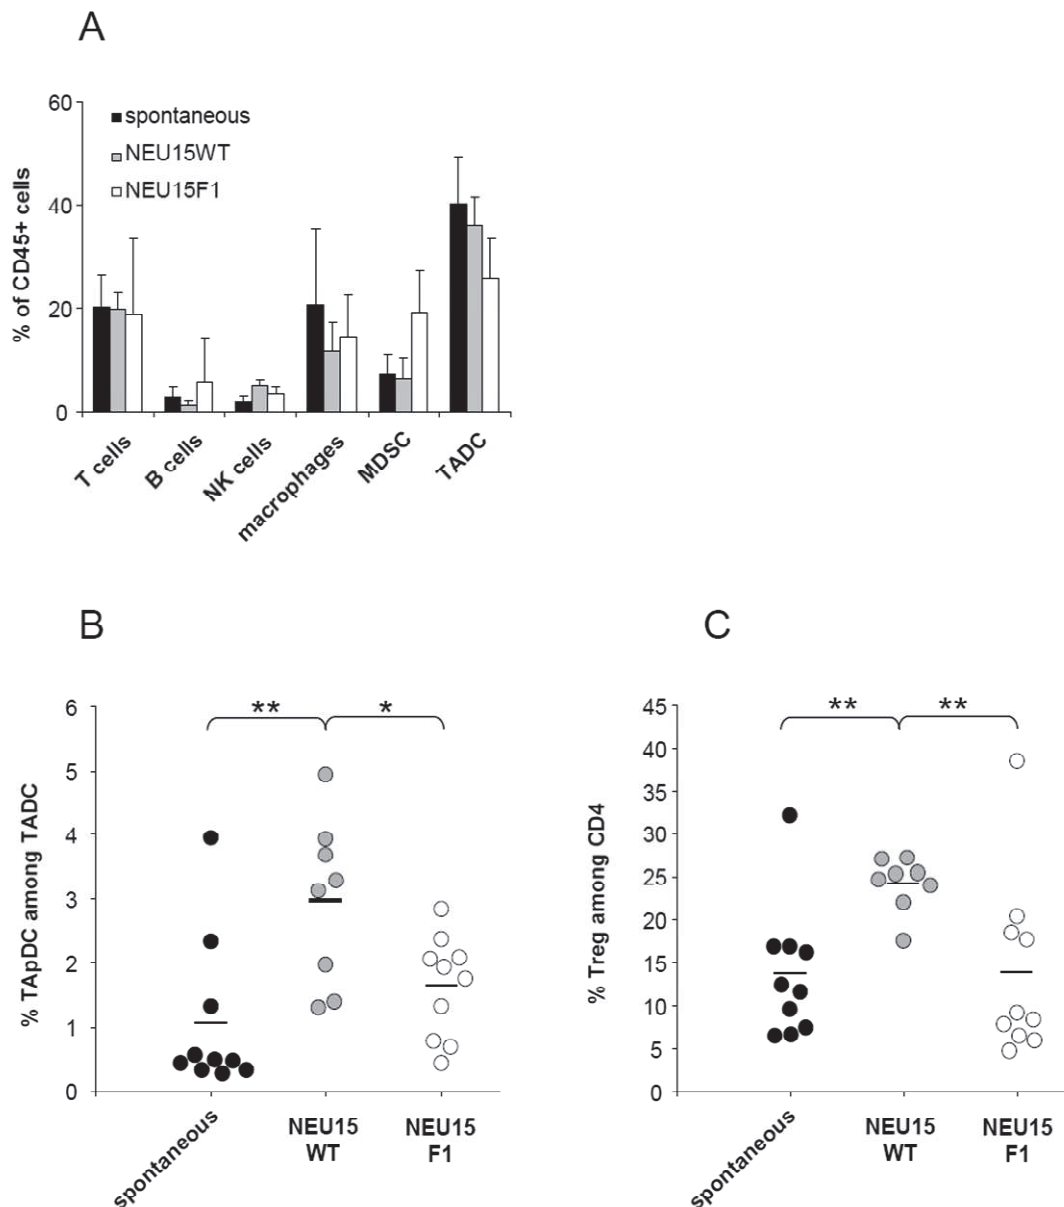 A
60
40
20
0
% of CD45+ cells
spontaneous
NEU15WT
NEU15F1
T cells
B cells
NK cells
macrophages
MDSC
TADC
B
6
5
4
3
2
1
0
% TApDC among TADC
**
*
spontaneous
NEU15
WT
NEU15
F1
C
45
40
35
30
25
20
15
10
5
0
% Treg among CD4
**
**
spontaneous
NEU15
WT
NEU15
F1